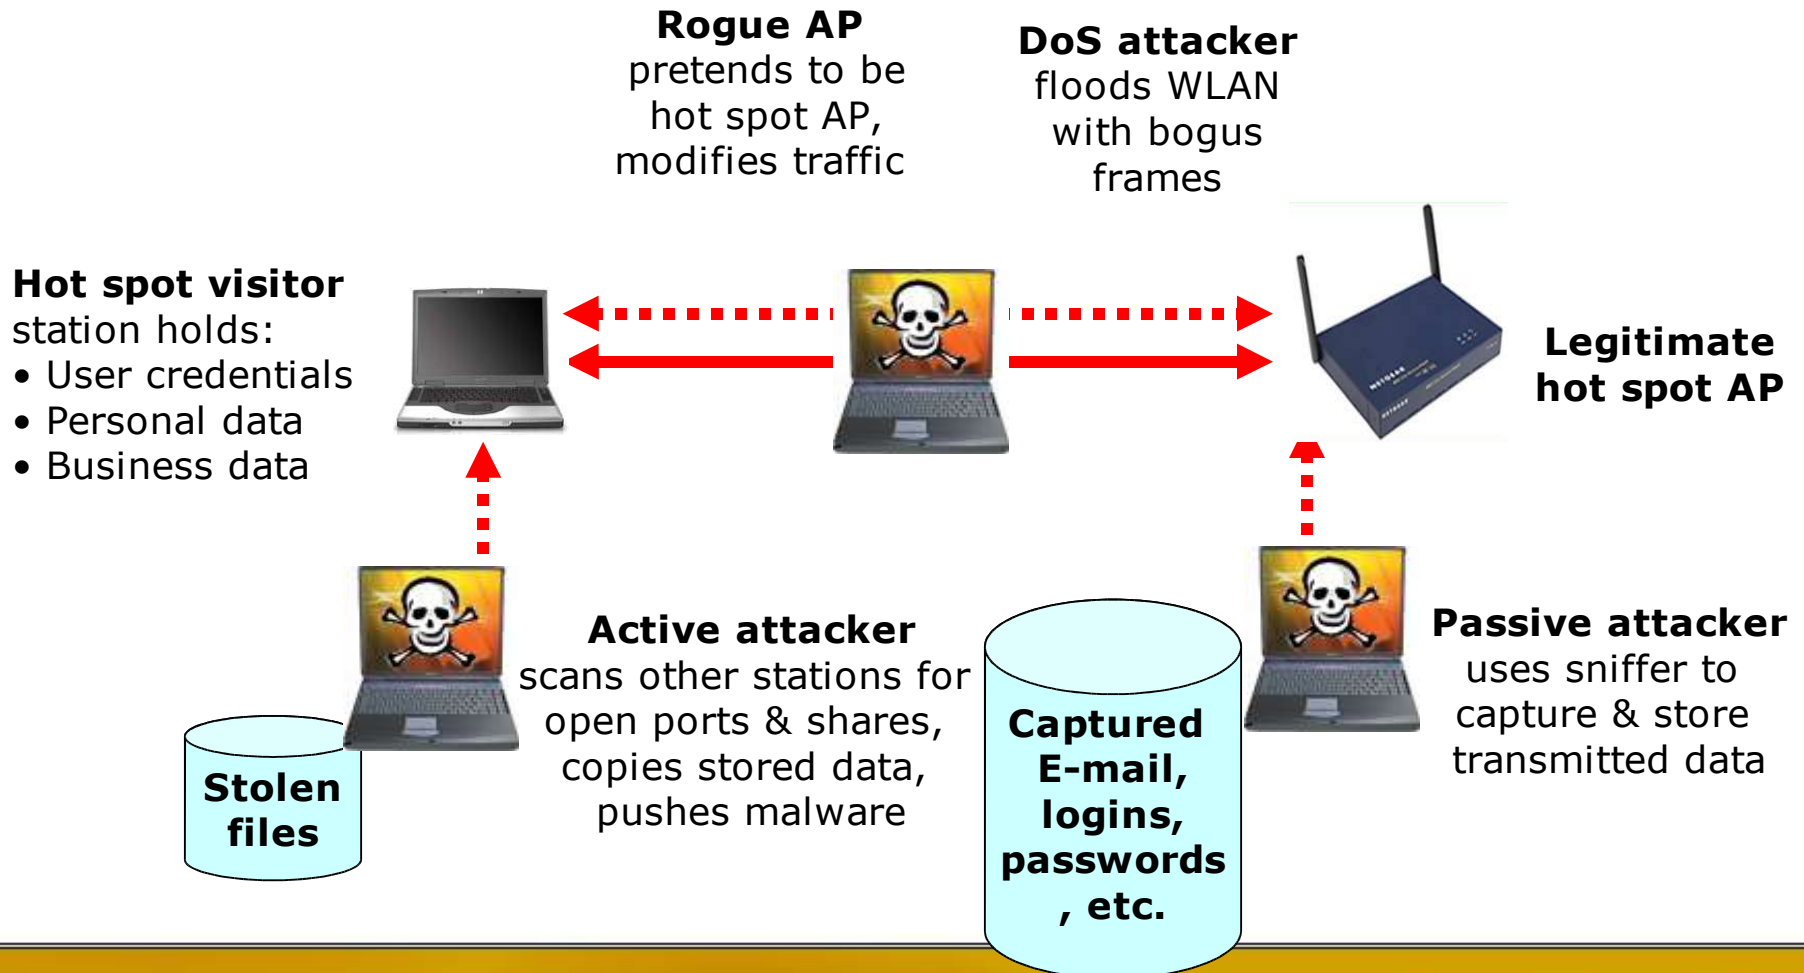 Rogue AP
pretends to be
hot spot AP,
modifies traffic
DoS attacker
floods WLAN
with bogus
frames
Hot spot visitor
station holds:
• User credentials
• Personal data
• Business data
NETGEAR
NETGEAR
Legitimate
hot spot AP
Active attacker
scans other stations for
open ports & shares,
copies stored data,
pushes malware
Stolen
files
Captured
E-mail,
logins,
passwords
, etc.
Passive attacker
uses sniffer to
capture & store
transmitted data